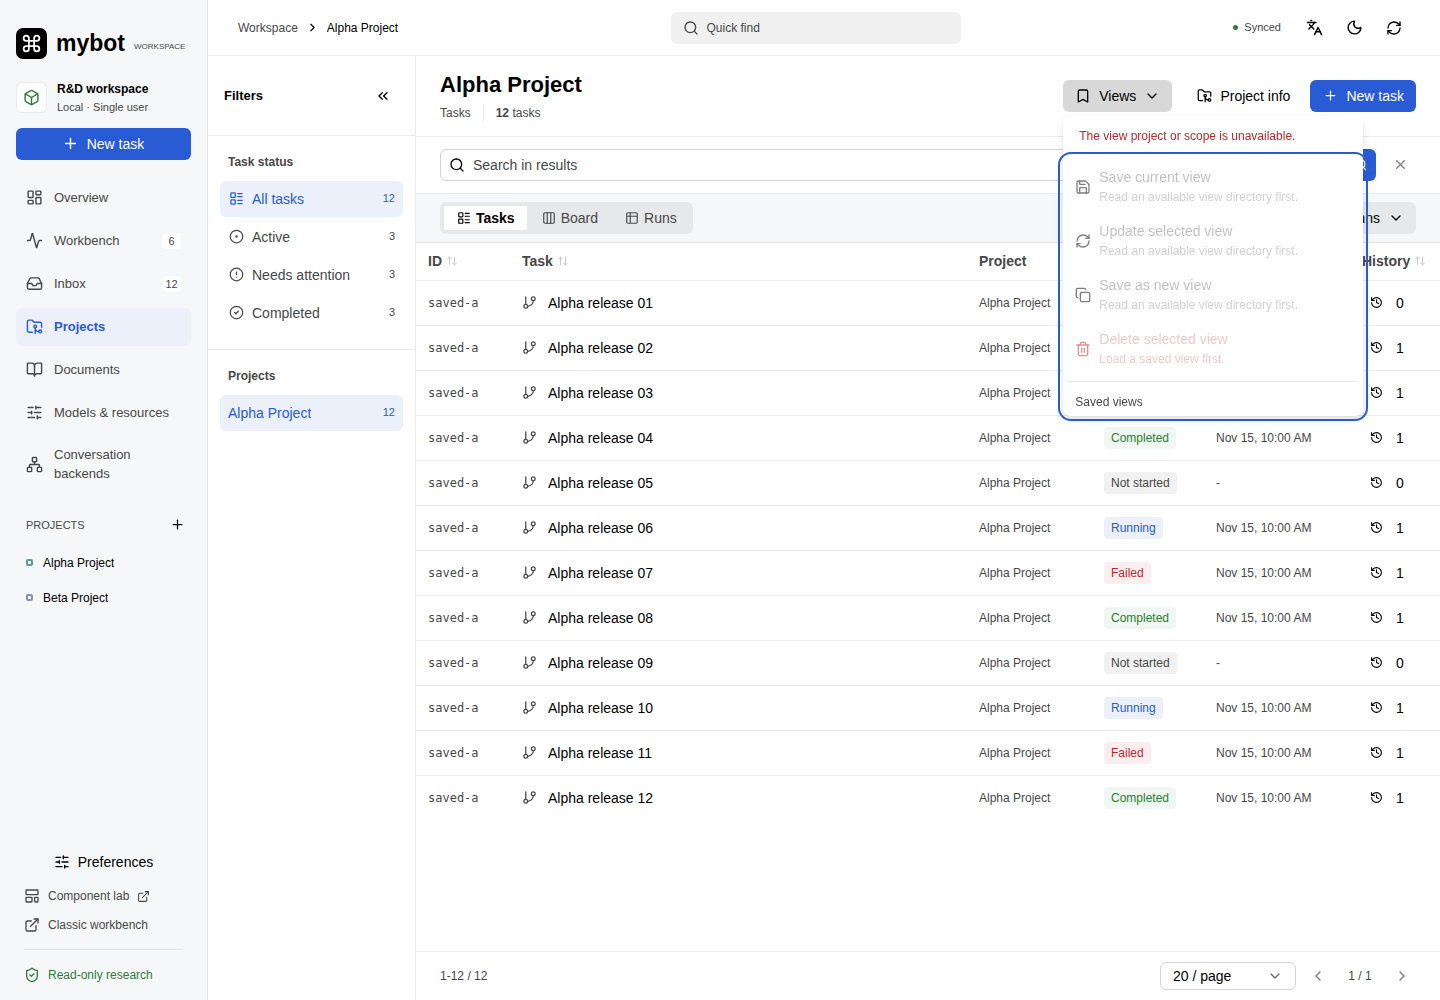 mybot WORKSPACE
R&D workspace
Local · Single user
New task
Overview
Workbench 6
Inbox 12
Projects
Documents
Models & resources
Conversation
backends
PROJECTS
Alpha Project
Beta Project
Preferences
Component lab
Classic workbench
Read-only research
Workspace Alpha Project
Quick find
Synced
Filters
Task status
All tasks 12
Active 3
Needs attention 3
Completed 3
Projects
Alpha Project 12
Alpha Project
Tasks 12 tasks
Views
Project info
New task
The view project or scope is unavailable.
Save current view
Read an available view directory first.
Update selected view
Read an available view directory first.
Save as new view
Read an available view directory first.
Delete selected view
Load a saved view first.
Saved views
Search in results
Tasks Board Runs
ID Task Project History
saved-a Alpha release 01 Alpha Project 0
saved-a Alpha release 02 Alpha Project 1
saved-a Alpha release 03 Alpha Project 1
saved-a Alpha release 04 Alpha Project Completed Nov 15, 10:00 AM 1
saved-a Alpha release 05 Alpha Project Not started - 0
saved-a Alpha release 06 Alpha Project Running Nov 15, 10:00 AM 1
saved-a Alpha release 07 Alpha Project Failed Nov 15, 10:00 AM 1
saved-a Alpha release 08 Alpha Project Completed Nov 15, 10:00 AM 1
saved-a Alpha release 09 Alpha Project Not started - 0
saved-a Alpha release 10 Alpha Project Running Nov 15, 10:00 AM 1
saved-a Alpha release 11 Alpha Project Failed Nov 15, 10:00 AM 1
saved-a Alpha release 12 Alpha Project Completed Nov 15, 10:00 AM 1
1-12 / 12
20 / page
1 / 1